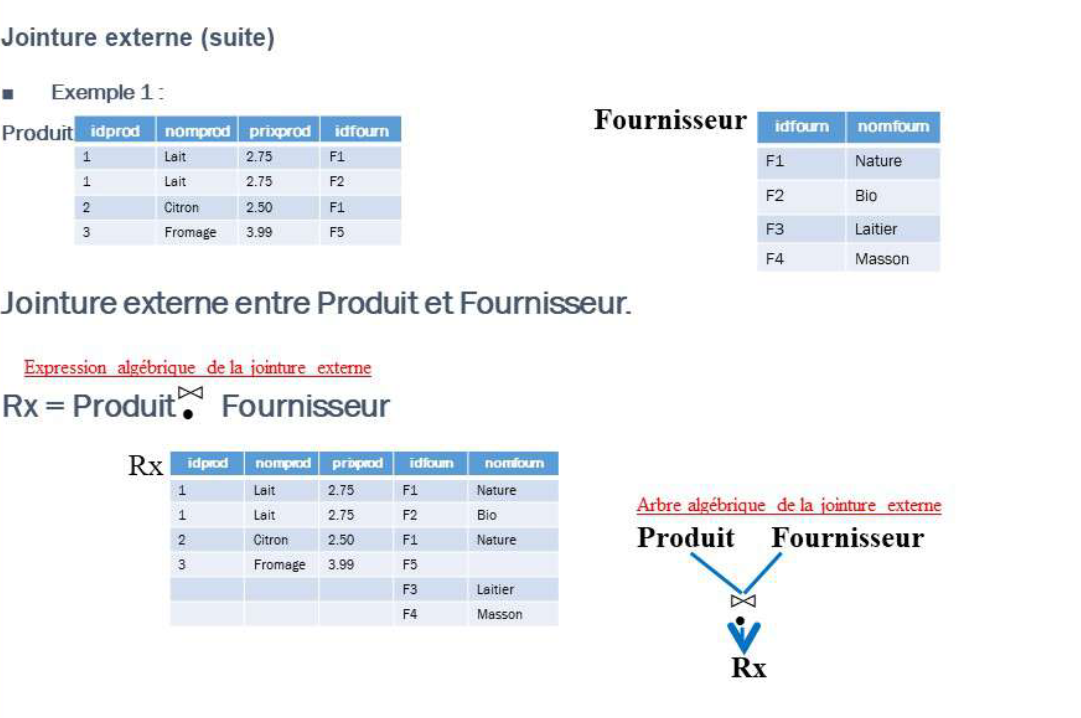 Jointure externe (suite)
■ Exemple 1 :
Produit
idprod nomprod prixprod idfourn
1 Lait 2.75 F1
1 Lait 2.75 F2
2 Citron 2.50 F1
3 Fromage 3.99 F5
Fournisseur
idfourn nomfourn
F1 Nature
F2 Bio
F3 Laitier
F4 Masson
Jointure externe entre Produit et Fournisseur.
Expression algébrique de la jointure externe
Rx = Produit ⋈• Fournisseur
Rx
idprod nomprod prixprod idfourn nomfourn
1 Lait 2.75 F1 Nature
1 Lait 2.75 F2 Bio
2 Citron 2.50 F1 Nature
3 Fromage 3.99 F5
F3 Laitier
F4 Masson
Arbre algébrique de la jointure externe
Produit Fournisseur
⋈
•
Rx